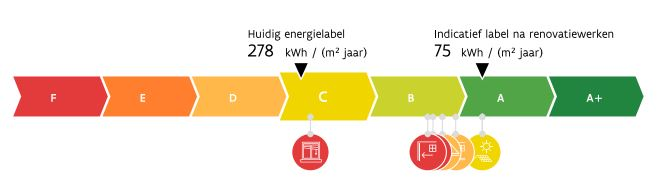 Huidig energielabel
278 kWh / (m² jaar)
Indicatief label na renovatiewerken
75 kWh / (m² jaar)
F E D C B A A+